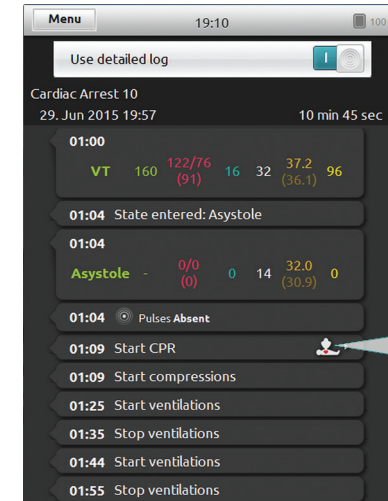 Menu 19:10 100
Use detailed log I
Cardiac Arrest 10
29. Jun 2015 19:57 10 min 45 sec
01:00
VT 160 122/76 16 32 37.2 96
(91) (36.1)
01:04 State entered: Asystole
01:04
Asystole - 0/0 0 14 32.0 0
(0) (30.9)
01:04 Pulses Absent
01:09 Start CPR
01:09 Start compressions
01:25 Start ventilations
01:35 Stop ventilations
01:44 Start ventilations
01:55 Stop ventilations